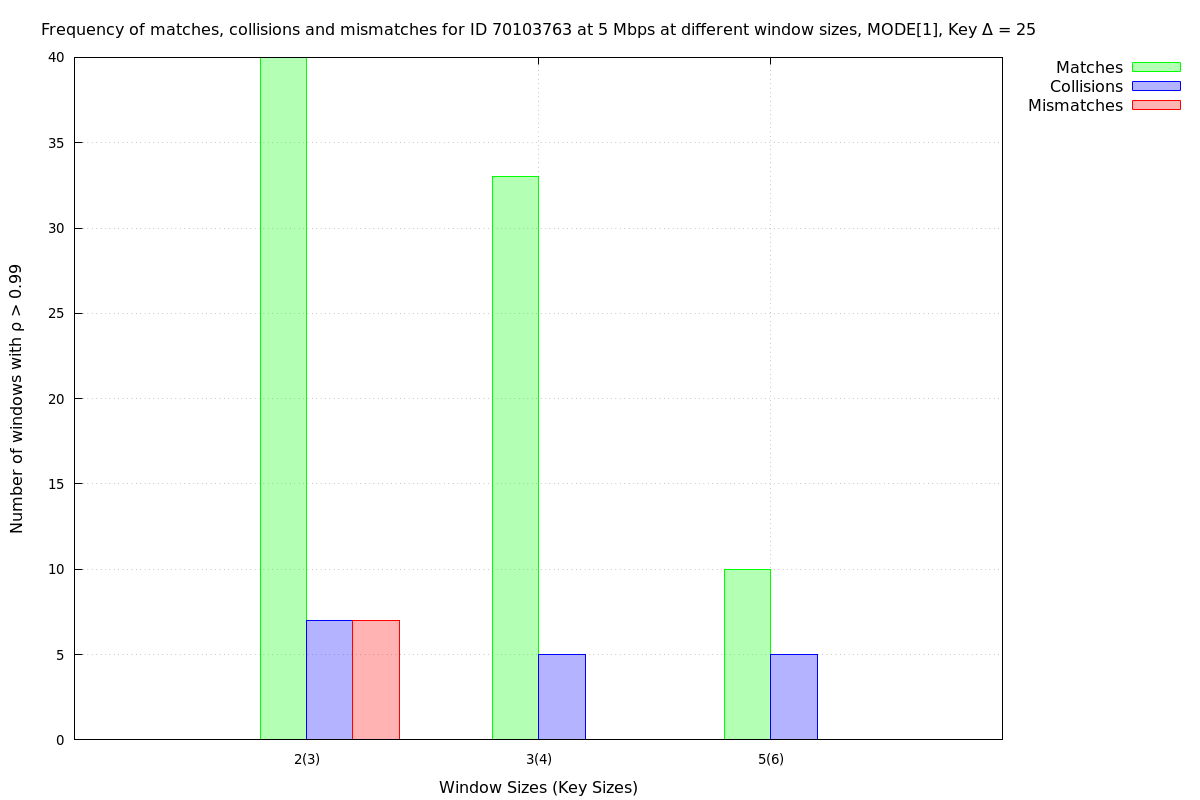 Frequency of matches, collisions and mismatches for ID 70103763 at 5 Mbps at different window sizes, MODE[1], Key Δ = 25
Matches
Collisions
Mismatches
Number of windows with ρ > 0.99
40
35
30
25
20
15
10
5
0
2(3)
3(4)
5(6)
Window Sizes (Key Sizes)